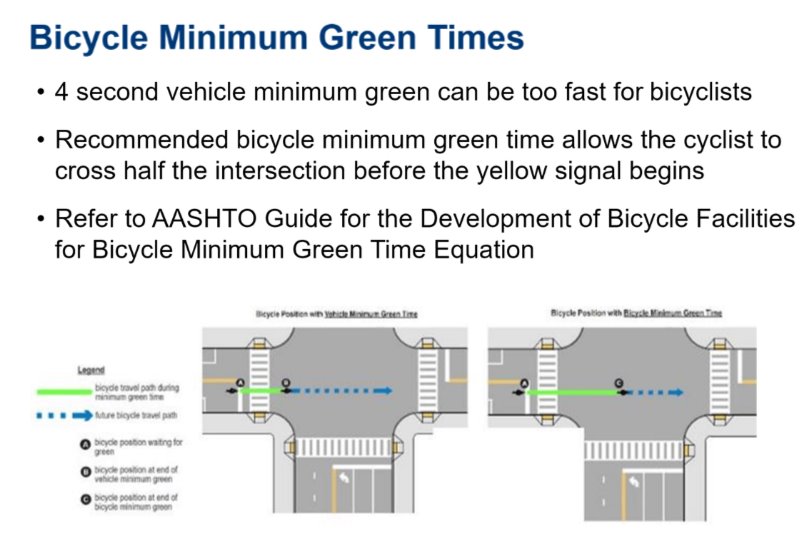 Bicycle Minimum Green Times
• 4 second vehicle minimum green can be too fast for bicyclists
• Recommended bicycle minimum green time allows the cyclist to
cross half the intersection before the yellow signal begins
• Refer to AASHTO Guide for the Development of Bicycle Facilities
for Bicycle Minimum Green Time Equation
Bicycle Position with Vehicle Minimum Green Time
Bicycle Position with Bicycle Minimum Green Time
Legend
bicycle travel path during
minimum green time
future bicycle travel path
A bicycle position waiting for
green
B bicycle position at end of
vehicle minimum green
C bicycle position at end of
bicycle minimum green
A B
A C